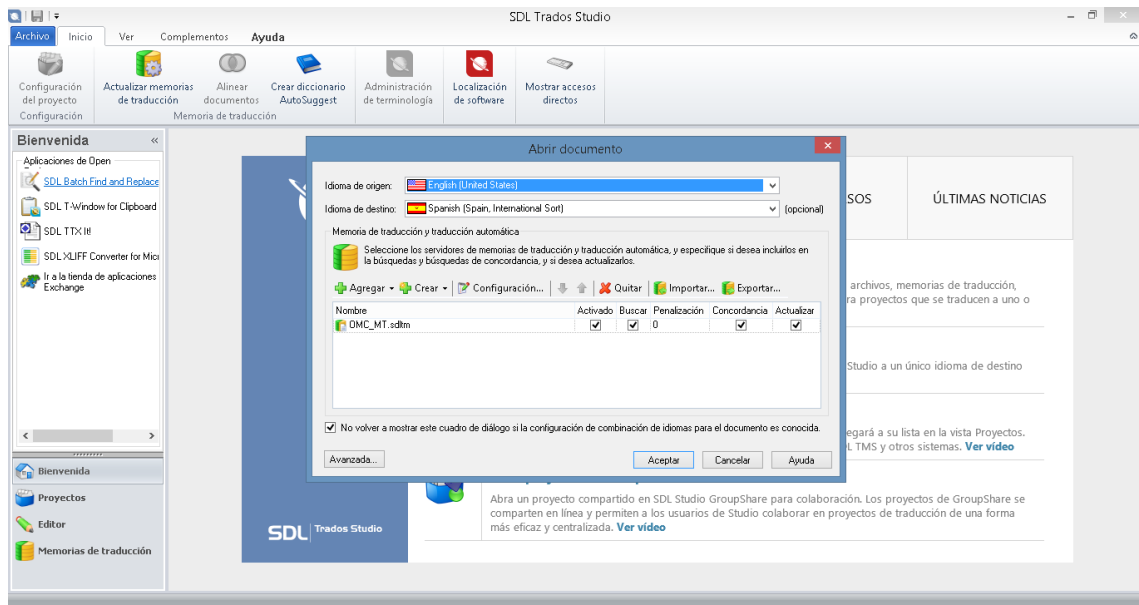 SDL Trados Studio
Archivo Inicio Ver Complementos Ayuda
Configuración del proyecto
Actualizar memorias de traducción
Alinear documentos
Crear diccionario AutoSuggest
Administración de terminología
Localización de software
Mostrar accesos directos
Configuración
Memoria de traducción
Bienvenida «
Aplicaciones de Open
SDL Batch Find and Replace
SDL T-Window for Clipboard
SDL TTX It!
SDL XLIFF Converter for Micr
Ir a la tienda de aplicaciones
Exchange
Bienvenida
Proyectos
Editor
Memorias de traducción
Abrir documento
Idioma de origen: English (United States)
Idioma de destino: Spanish (Spain, International Sort) (opcional)
Memoria de traducción y traducción automática
Seleccione los servidores de memorias de traducción y traducción automática, y especifique si desea incluirlos en
la búsquedas y búsquedas de concordancia, y si desea actualizarlos.
Agregar Crear Configuración... Quitar Importar... Exportar...
Nombre Activado Buscar Penalización Concordancia Actualizar
OMC_MT.sdltm 0
No volver a mostrar este cuadro de diálogo si la configuración de combinación de idiomas para el documento es conocida.
Avanzada... Aceptar Cancelar Ayuda
SOS
ÚLTIMAS NOTICIAS
archivos, memorias de traducción,
ra proyectos que se traducen a uno o
Studio a un único idioma de destino
egará a su lista en la vista Proyectos.
L TMS y otros sistemas. Ver vídeo
Abra un proyecto compartido en SDL Studio GroupShare para colaboración. Los proyectos de GroupShare se
comparten en línea y permiten a los usuarios de Studio colaborar en proyectos de traducción de una forma
más eficaz y centralizada. Ver vídeo
SDL Trados Studio